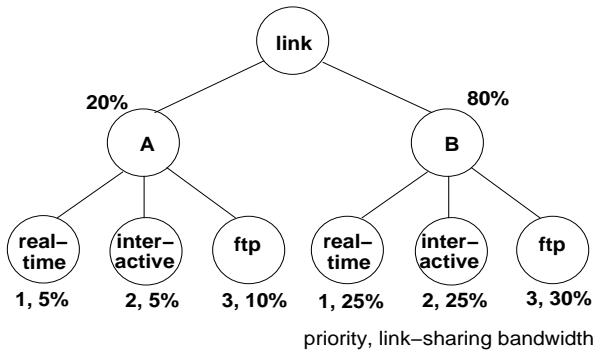 link
20%
80%
A
B
real-
time
inter-
active
ftp
real-
time
inter-
active
ftp
1, 5%
2, 5%
3, 10%
1, 25%
2, 25%
3, 30%
priority, link-sharing bandwidth